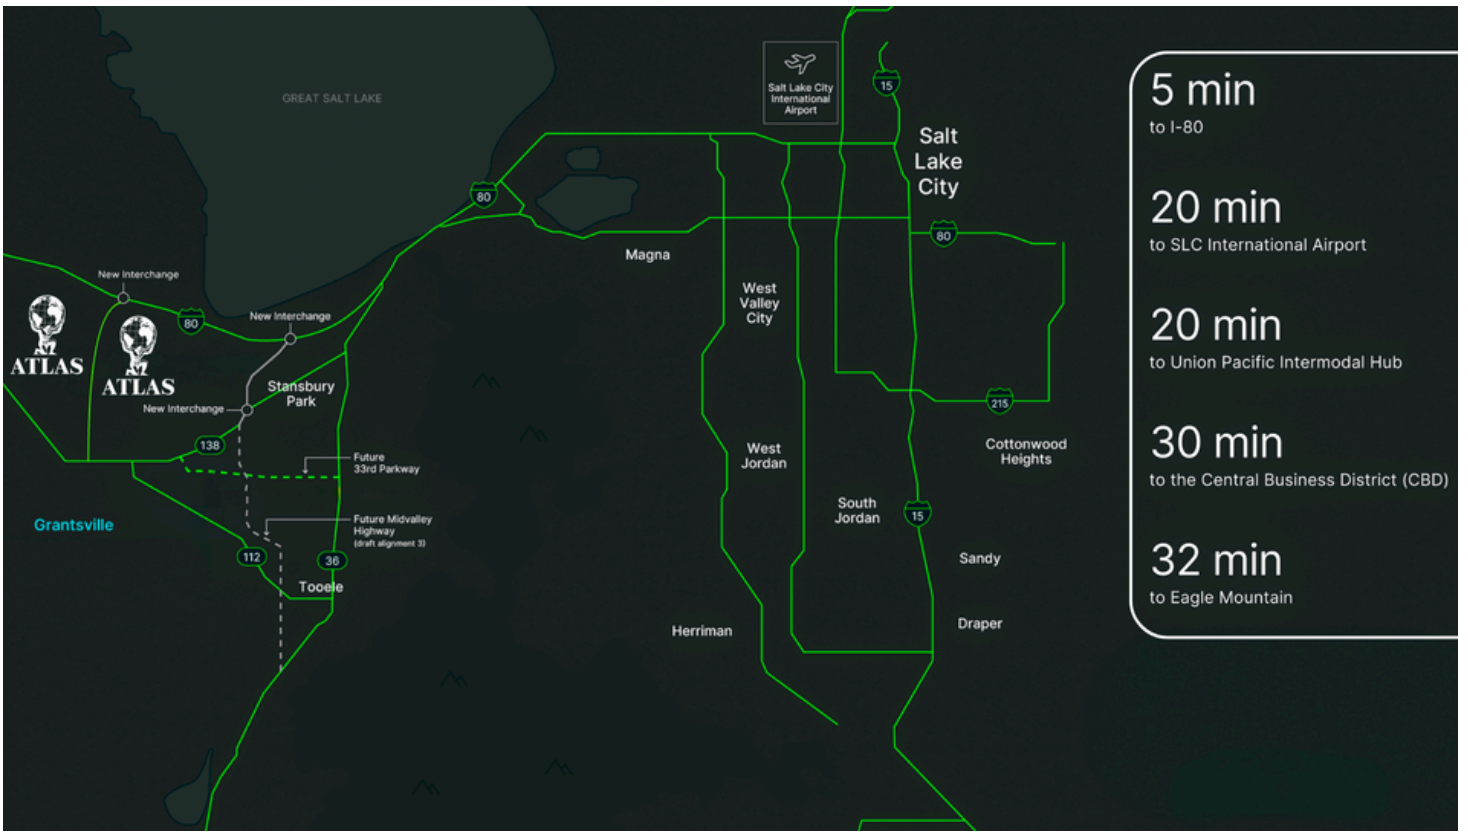 GREAT SALT LAKE
Salt Lake City
International
Airport
15
Salt
Lake
City
80
80
Magna
New Interchange
ATLAS
ATLAS
80
New Interchange
Stansbury
Park
New Interchange
138
West
Valley
City
215
Cottonwood
Heights
West
Jordan
Future
33rd Parkway
South
Jordan
15
Grantsville
Future Midvalley
Highway
(draft alignment 3)
112
36
Tooele
Sandy
Draper
Herriman
5 min
to I-80
20 min
to SLC International Airport
20 min
to Union Pacific Intermodal Hub
30 min
to the Central Business District (CBD)
32 min
to Eagle Mountain